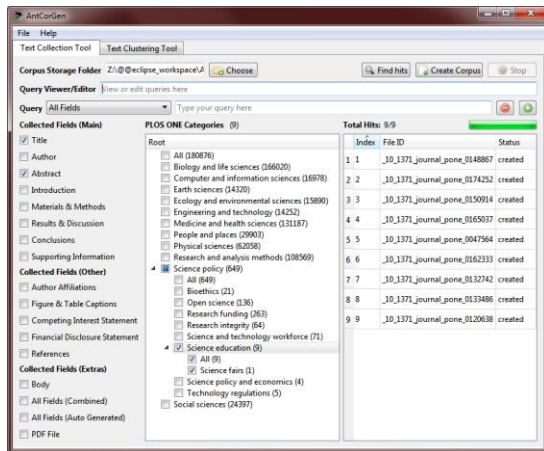 AntCorGen
File Help
Text Collection Tool Text Clustering Tool
Corpus Storage Folder Z:\@@eclipse_workspace\A Choose Find hits Create Corpus Stop
Query Viewer/Editor View or edit queries here
Query All Fields Type your query here
Collected Fields (Main) PLOS ONE Categories (9) Total Hits: 9/9
Title
Author
Abstract
Introduction
Materials & Methods
Results & Discussion
Conclusions
Supporting Information
Collected Fields (Other)
Author Affiliations
Figure & Table Captions
Competing Interest Statement
Financial Disclosure Statement
References
Collected Fields (Extras)
Body
All Fields (Combined)
All Fields (Auto Generated)
PDF File
Root
All (180876)
Biology and life sciences (166020)
Computer and information sciences (16978)
Earth sciences (14320)
Ecology and environmental sciences (15890)
Engineering and technology (14252)
Medicine and health sciences (131187)
People and places (29903)
Physical sciences (62058)
Research and analysis methods (108569)
Science policy (649)
All (649)
Bioethics (21)
Open science (136)
Research funding (263)
Research integrity (64)
Science and technology workforce (71)
Science education (9)
All (9)
Science fairs (1)
Science policy and economics (4)
Technology regulations (5)
Social sciences (24397)
Index File ID Status
1 1 _10_1371_journal_pone_0148867 created
2 2 _10_1371_journal_pone_0174252 created
3 3 _10_1371_journal_pone_0150914 created
4 4 _10_1371_journal_pone_0165037 created
5 5 _10_1371_journal_pone_0047564 created
6 6 _10_1371_journal_pone_0162333 created
7 7 _10_1371_journal_pone_0132742 created
8 8 _10_1371_journal_pone_0133486 created
9 9 _10_1371_journal_pone_0120638 created